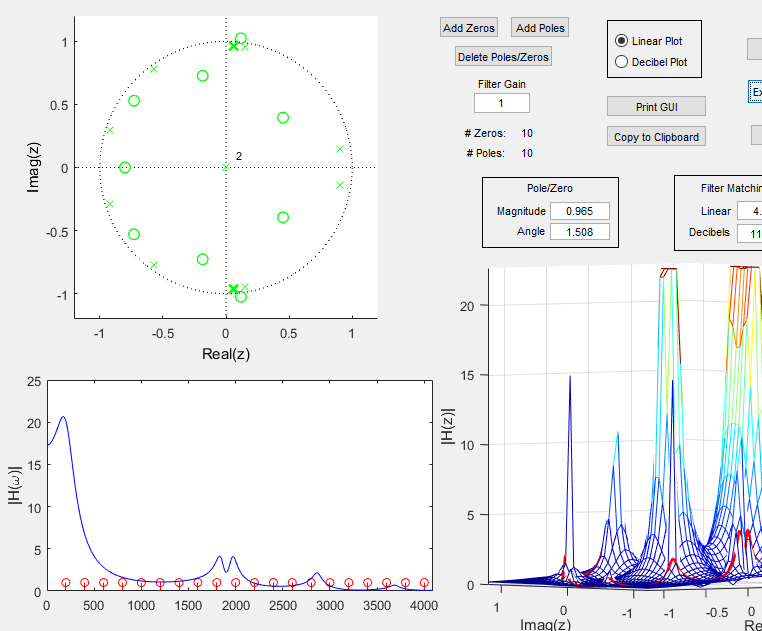 Add Zeros Add Poles
Delete Poles/Zeros
Filter Gain
1
# Zeros: 10
# Poles: 10
Linear Plot
Decibel Plot
Ex
Print GUI
Copy to Clipboard
Pole/Zero
Magnitude 0.965
Angle 1.508
Filter Matchin
Linear 4.
Decibels 11
1
0.5
0
-0.5
-1
2
-1 -0.5 0 0.5 1
Real(z)
Imag(z)
25
20
15
10
5
0
0 500 1000 1500 2000 2500 3000 3500 4000
|H(ω)|
20
15
10
5
0
|H(z)|
1 0 -1 -1 -0.5 0
Imag(z) Re